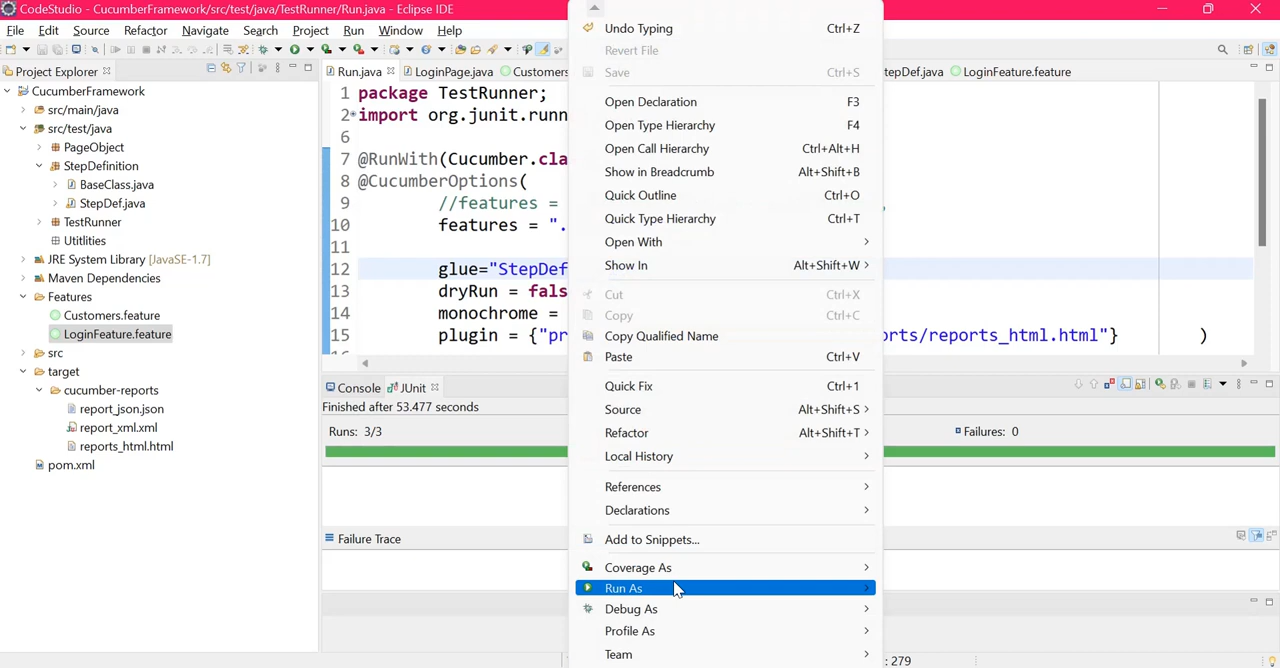 CodeStudio - CucumberFramework/src/test/java/TestRunner/Run.java - Eclipse IDE
File Edit Source Refactor Navigate Search Project Run Window Help
Project Explorer
CucumberFramework
src/main/java
src/test/java
PageObject
StepDefinition
BaseClass.java
StepDef.java
TestRunner
Utitlities
JRE System Library [JavaSE-1.7]
Maven Dependencies
Features
Customers.feature
LoginFeature.feature
src
target
cucumber-reports
report_json.json
report_xml.xml
reports_html.html
pom.xml
Run.java LoginPage.java Customers tepDef.java LoginFeature.feature
1 package TestRunner;
2 import org.junit.runn
6
7 @RunWith(Cucumber.cla
8 @CucumberOptions(
9 //features = ,
10 features = ".
11
12 glue="StepDef
13 dryRun = fals
14 monochrome =
15 plugin = {"pr orts/reports_html.html"} )
Console JUnit
Finished after 53.477 seconds
Runs: 3/3 Failures: 0
Failure Trace
: 279
Undo Typing Ctrl+Z
Revert File
Save Ctrl+S
Open Declaration F3
Open Type Hierarchy F4
Open Call Hierarchy Ctrl+Alt+H
Show in Breadcrumb Alt+Shift+B
Quick Outline Ctrl+O
Quick Type Hierarchy Ctrl+T
Open With
Show In Alt+Shift+W
Cut Ctrl+X
Copy Ctrl+C
Copy Qualified Name
Paste Ctrl+V
Quick Fix Ctrl+1
Source Alt+Shift+S
Refactor Alt+Shift+T
Local History
References
Declarations
Add to Snippets...
Coverage As
Run As
Debug As
Profile As
Team